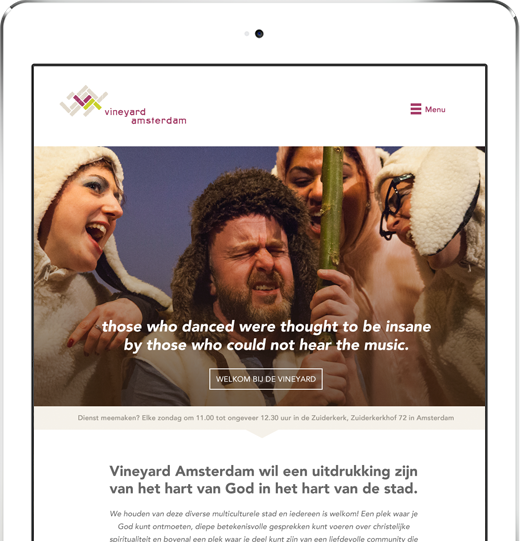 vineyard
amsterdam
Menu
those who danced were thought to be insane
by those who could not hear the music.
WELKOM BIJ DE VINEYARD
Dienst meemaken? Elke zondag om 11.00 tot ongeveer 12.30 uur in de Zuiderkerk, Zuiderkerkhof 72 in Amsterdam
Vineyard Amsterdam wil een uitdrukking zijn
van het hart van God in het hart van de stad.
We houden van deze diverse multiculturele stad en iedereen is welkom! Een plek waar je
God kunt ontmoeten, diepe betekenisvolle gesprekken kunt voeren over christelijke
spiritualiteit en bovenal een plek waar je deel kunt zijn van een liefdevolle community die